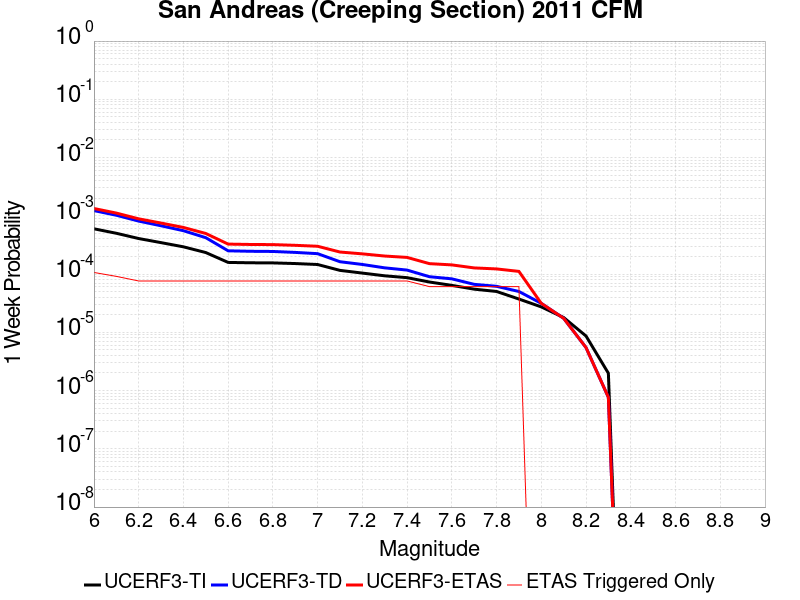 San Andreas (Creeping Section) 2011 CFM
10^0
10^-1
10^-2
10^-3
10^-4
10^-5
10^-6
10^-7
10^-8
1 Week Probability
6 6.2 6.4 6.6 6.8 7 7.2 7.4 7.6 7.8 8 8.2 8.4 8.6 8.8 9
Magnitude
UCERF3-TI UCERF3-TD UCERF3-ETAS ETAS Triggered Only